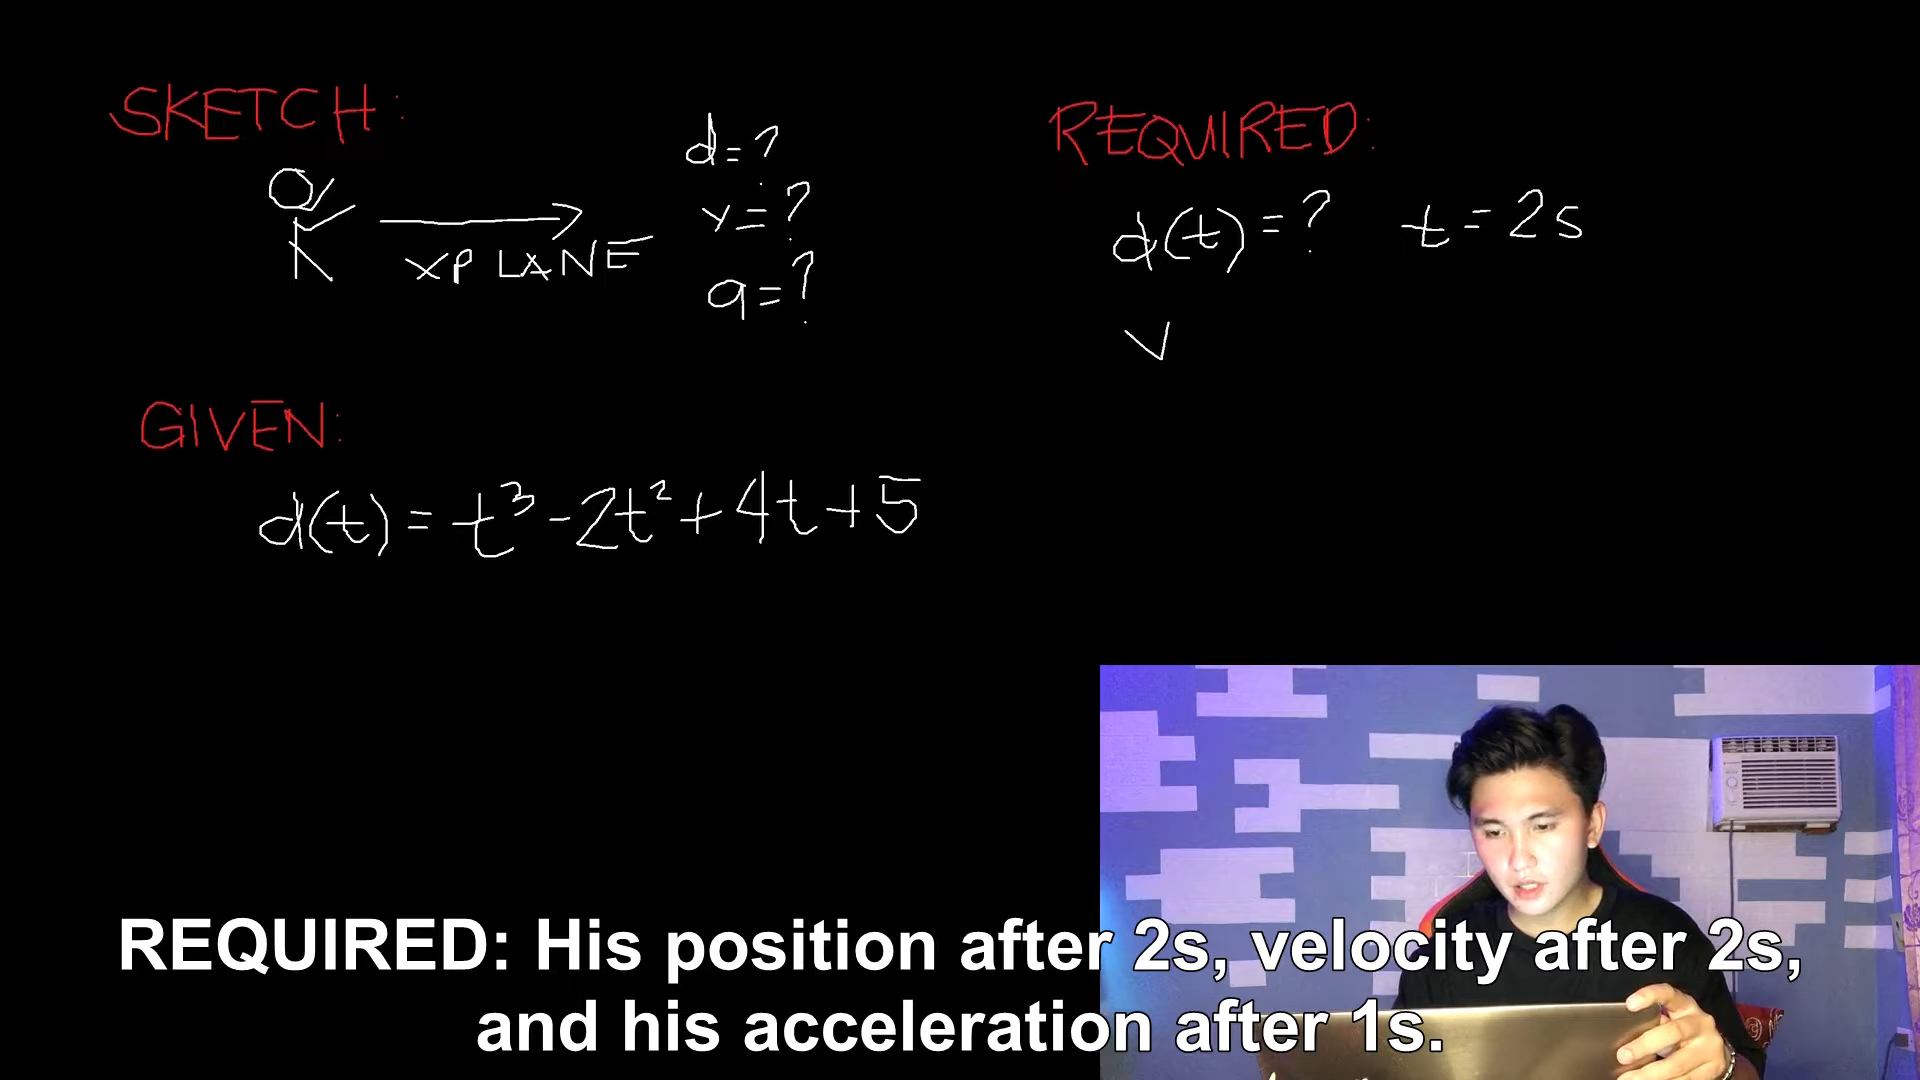 SKETCH:
XPLANE
d=?
v=?
a=?
REQUIRED:
d(t)=? t=2s
v
GIVEN:
d(t) = t³-2t²+4t+5
REQUIRED: His position after 2s, velocity after 2s,
and his acceleration after 1s.